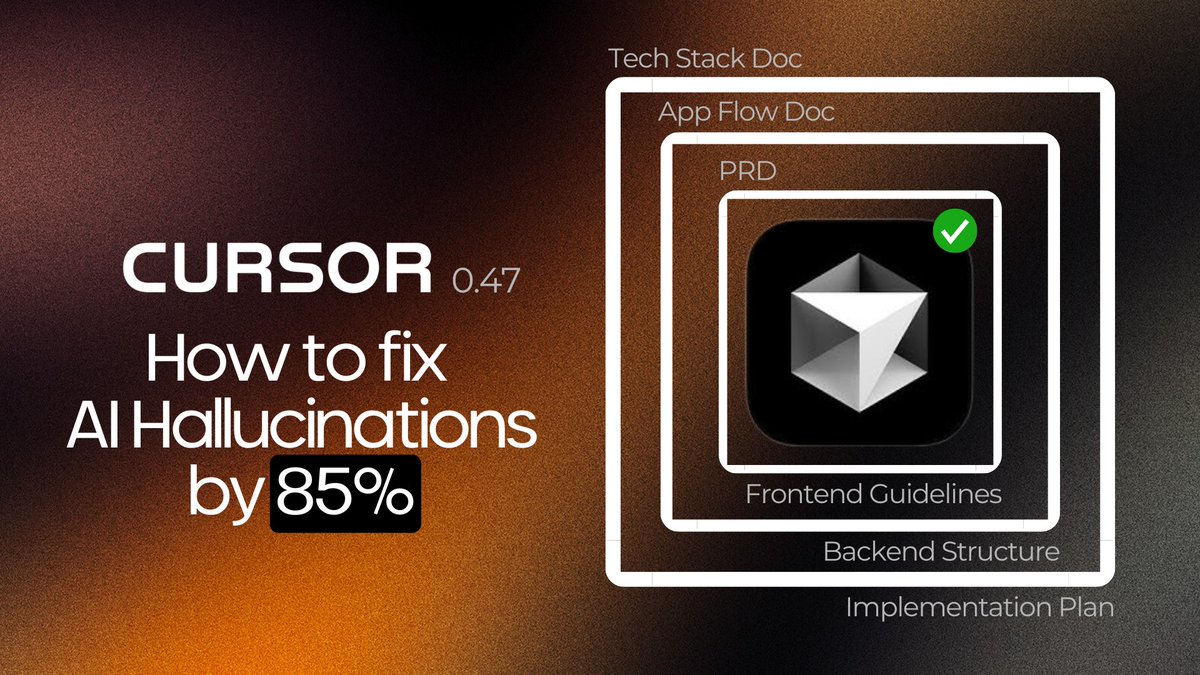 CURSOR 0.47
How to fix
AI Hallucinations
by 85%
Tech Stack Doc
App Flow Doc
PRD
Frontend Guidelines
Backend Structure
Implementation Plan